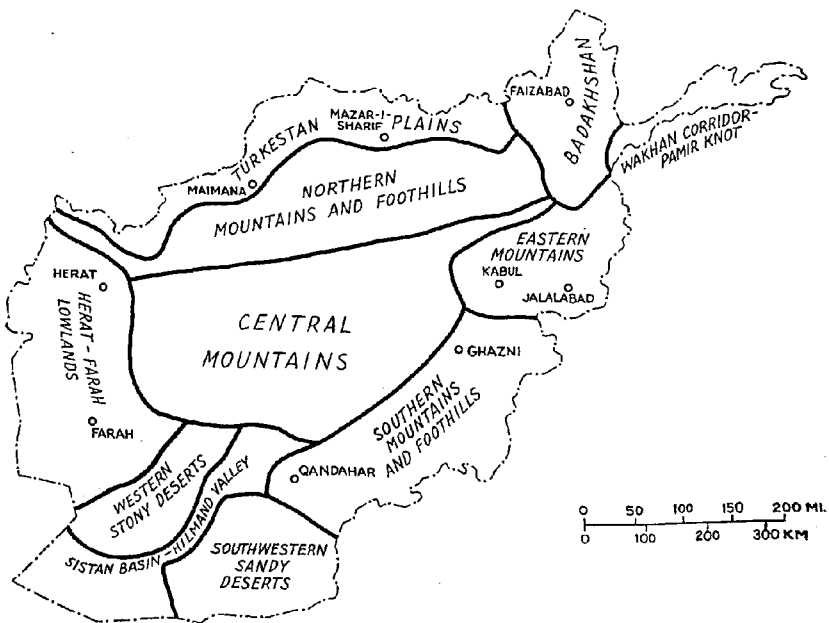 FAIZABAD
BADAKHSHAN
WAKHAN CORRIDOR-
PAMIR KNOT
MAZAR-I-
SHARIF
TURKESTAN PLAINS
MAIMANA
NORTHERN
MOUNTAINS AND FOOTHILLS
EASTERN
MOUNTAINS
KABUL
JALALABAD
HERAT
HERAT-FARAH
LOWLANDS
CENTRAL
MOUNTAINS
GHAZNI
SOUTHERN
MOUNTAINS
AND FOOTHILLS
FARAH
QANDAHAR
WESTERN
STONY DESERTS
SISTAN BASIN-HILMAND VALLEY
SOUTHWESTERN
SANDY
DESERTS
0 50 100 150 200 MI.
0 100 200 300 KM